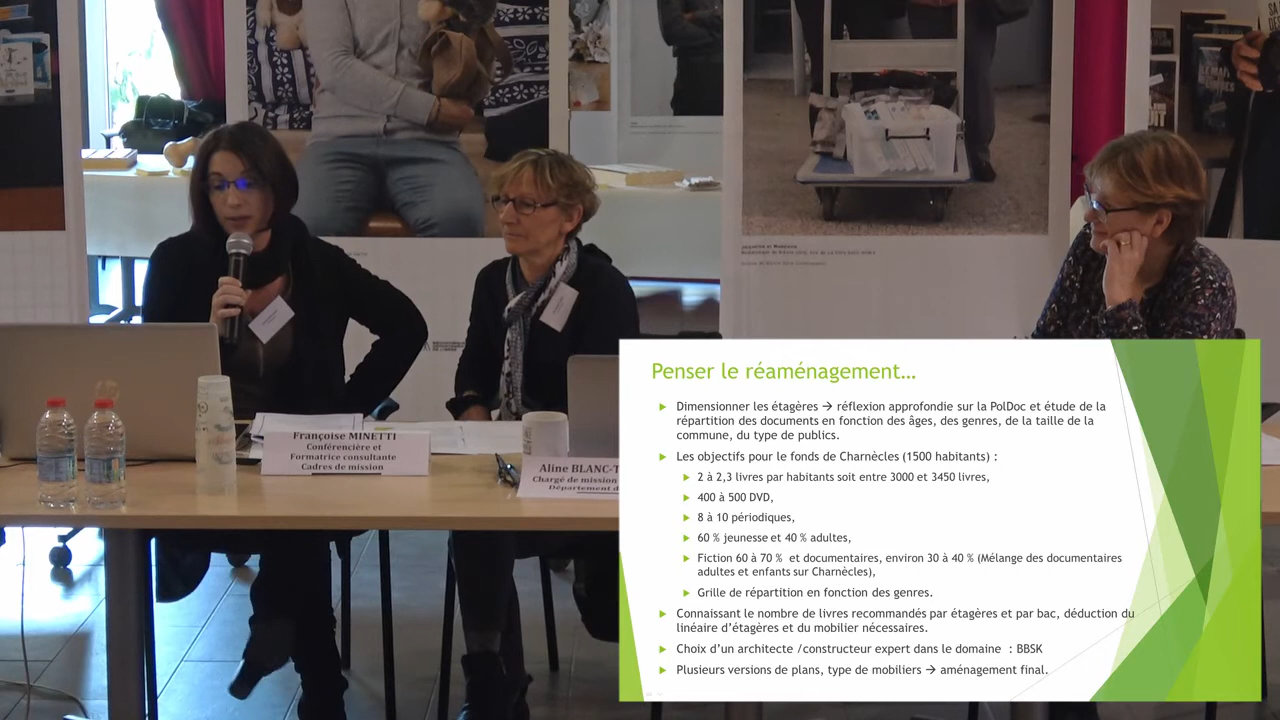 Françoise MINETTI
Conférencière et
Formatrice consultante
Cadres de mission
Aline BLANC-T
Chargé de mission
Département d
Penser le réaménagement…
Dimensionner les étagères → réflexion approfondie sur la PolDoc et étude de la
répartition des documents en fonction des âges, des genres, de la taille de la
commune, du type de publics.
Les objectifs pour le fonds de Charnècles (1500 habitants) :
2 à 2,3 livres par habitants soit entre 3000 et 3450 livres,
400 à 500 DVD,
8 à 10 périodiques,
60 % jeunesse et 40 % adultes,
Fiction 60 à 70 % et documentaires, environ 30 à 40 % (Mélange des documentaires
adultes et enfants sur Charnècles),
Grille de répartition en fonction des genres.
Connaissant le nombre de livres recommandés par étagères et par bac, déduction du
linéaire d’étagères et du mobilier nécessaires.
Choix d’un architecte /constructeur expert dans le domaine : BBSK
Plusieurs versions de plans, type de mobiliers → aménagement final.